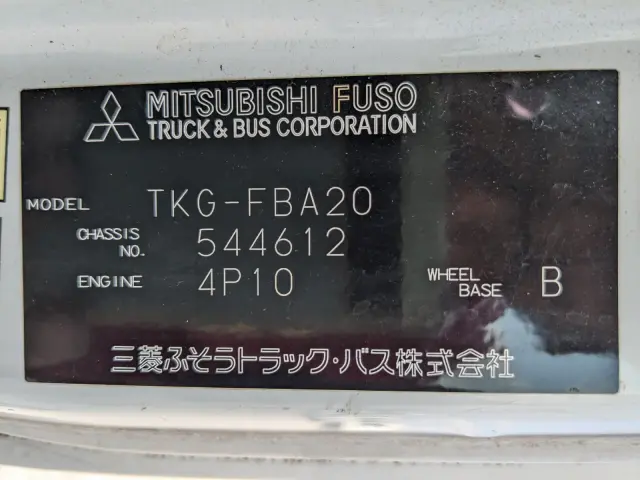 MITSUBISHI FUSO
TRUCK & BUS CORPORATION
MODEL TKG-FBA20
CHASSIS NO. 544612
ENGINE 4P10 WHEEL BASE B
三菱ふそうトラック・バス株式会社